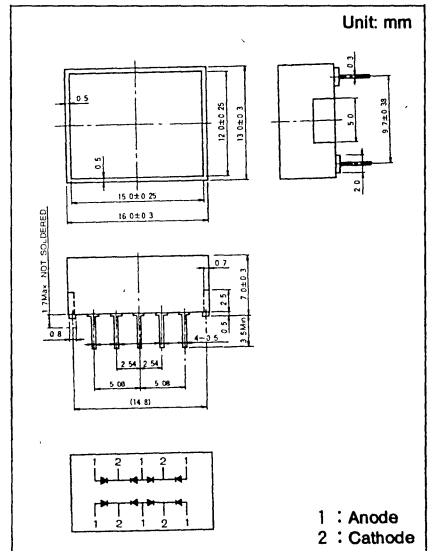 Unit: mm
0.5
0.5
12.0±0.25
13.0±0.3
15.0±0.25
16.0±0.3
0.3
5.0
9.7±0.38
2.0
1.7Max. NOT SOLDERED
0.7
7.0±0.3
2.5
0.5
3.5Min.
0.8
4-0.5
2.54 2.54
5.08 5.08
(14.8)
1 2 1 2 1
1 2 1 2 1
1 : Anode
2 : Cathode